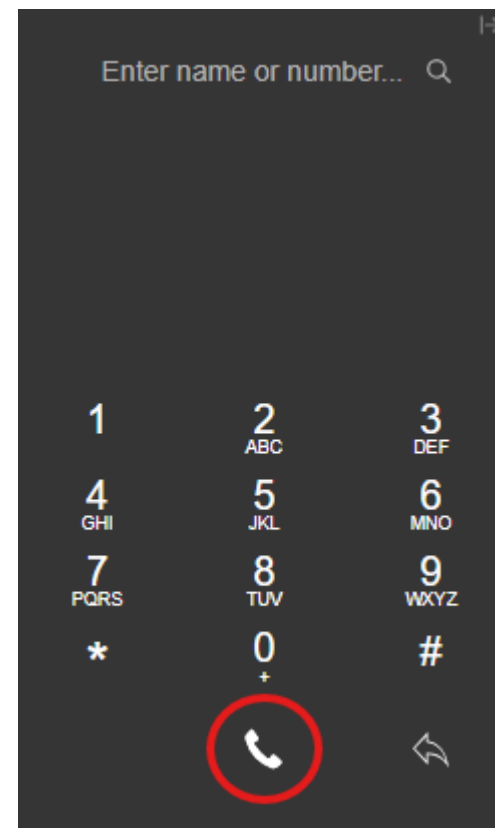 Enter name or number...
1 2 3
ABC DEF
4 5 6
GHI JKL MNO
7 8 9
PQRS TUV WXYZ
* 0 #
+